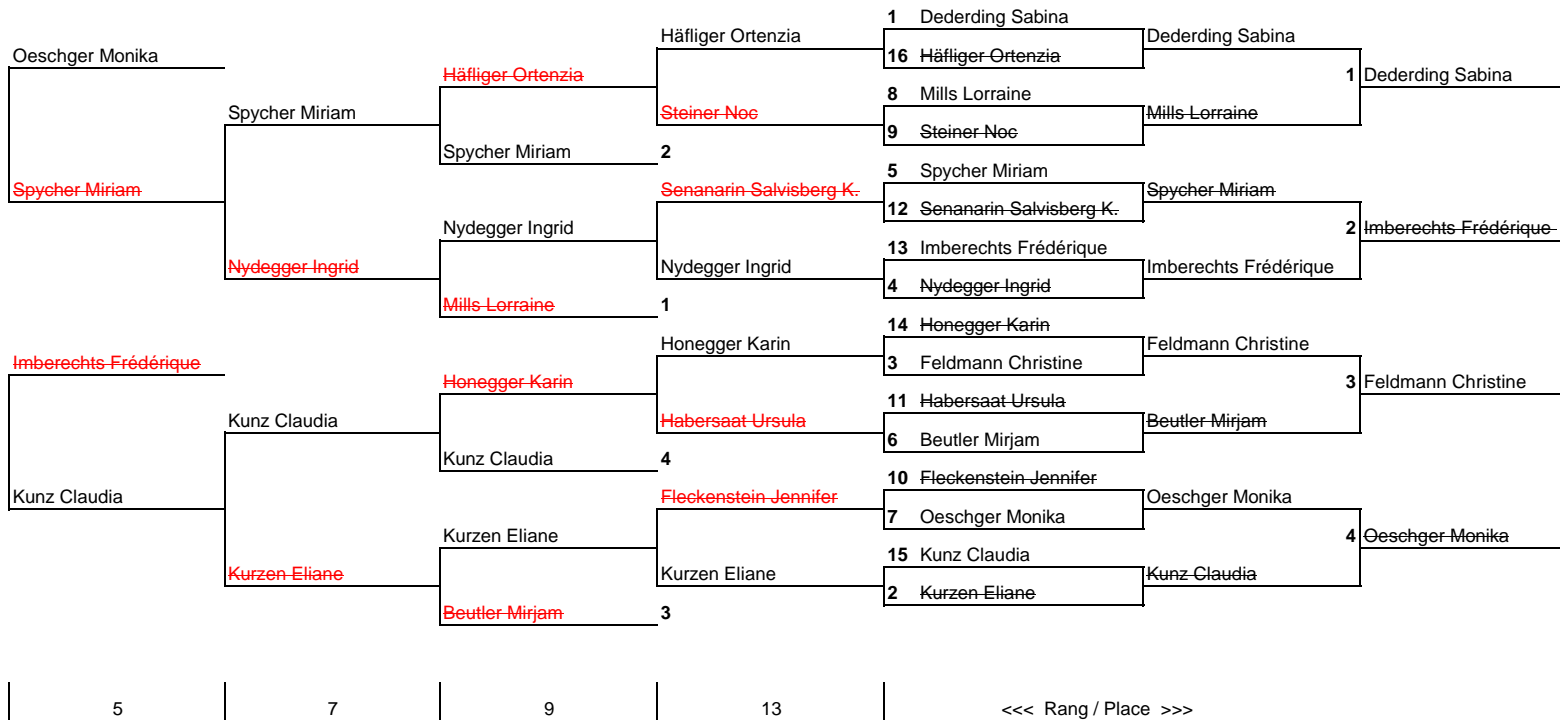 1 Dederding Sabina
Häfliger Ortenzia Dederding Sabina
Oeschger Monika 16 Häfliger Ortenzia
Häfliger Ortenzia 1 Dederding Sabina
8 Mills Lorraine
Spycher Miriam Steiner Noc Mills Lorraine
9 Steiner Noc
Spycher Miriam 2
5 Spycher Miriam
Spycher Miriam Senanarin Salvisberg K. Spycher Miriam
12 Senanarin Salvisberg K.
Nydegger Ingrid 2 Imberechts Frédérique
13 Imberechts Frédérique
Nydegger Ingrid Nydegger Ingrid Imberechts Frédérique
4 Nydegger Ingrid
Mills Lorraine 1
14 Honegger Karin
Honegger Karin Feldmann Christine
Imberechts Frédérique 3 Feldmann Christine
Honegger Karin 3 Feldmann Christine
11 Habersaat Ursula
Kunz Claudia Habersaat Ursula Beutler Mirjam
6 Beutler Mirjam
Kunz Claudia 4
10 Fleckenstein Jennifer
Kunz Claudia Fleckenstein Jennifer Oeschger Monika
7 Oeschger Monika
Kurzen Eliane 4 Oeschger Monika
15 Kunz Claudia
Kurzen Eliane Kurzen Eliane Kunz Claudia
2 Kurzen Eliane
Beutler Mirjam 3
5 7 9 13 <<< Rang / Place >>>